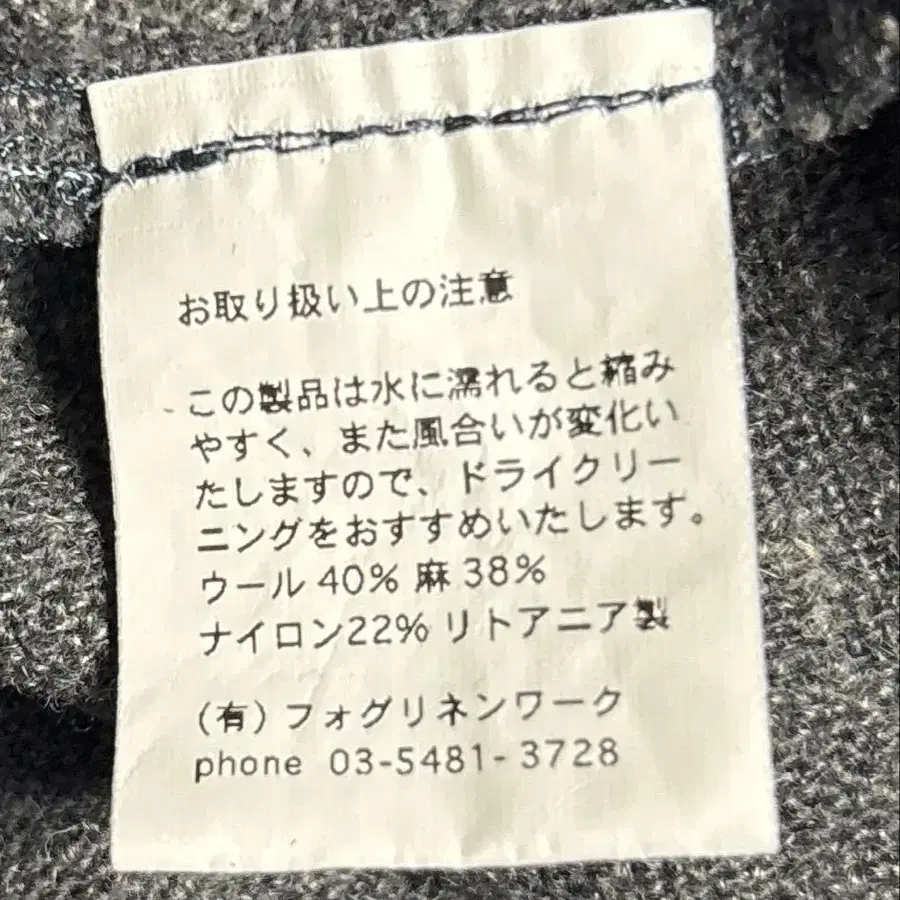 お取り扱い上の注意
この製品は水に濡れると縮み
やすく、また風合いが変化い
たしますので、ドライクリー
ニングをおすすめいたします。
ウール 40% 麻 38%
ナイロン22% リトアニア製
(有) フォグリネンワーク
phone 03-5481-3728